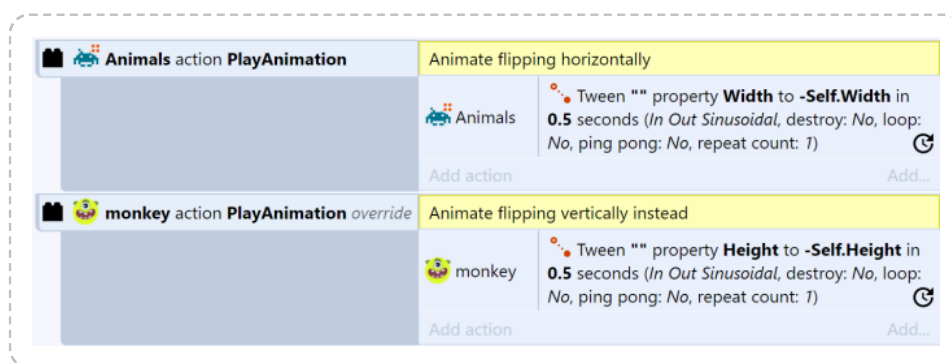 Animals action PlayAnimation
Animate flipping horizontally
Animals
Tween "" property Width to -Self.Width in
0.5 seconds (In Out Sinusoidal, destroy: No, loop:
No, ping pong: No, repeat count: 1)
Add action
Add...
monkey action PlayAnimation override
Animate flipping vertically instead
monkey
Tween "" property Height to -Self.Height in
0.5 seconds (In Out Sinusoidal, destroy: No, loop:
No, ping pong: No, repeat count: 1)
Add action
Add...